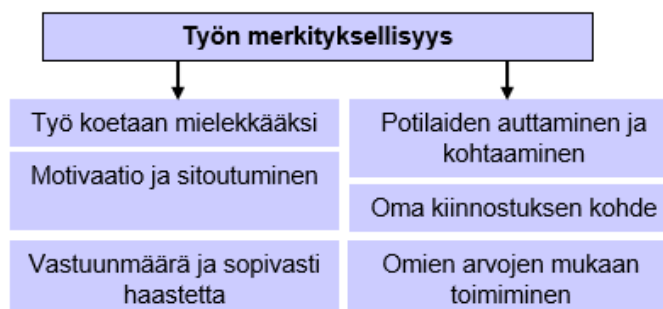 Työn merkityksellisyys
Työ koetaan mielekkääksi
Motivaatio ja sitoutuminen
Vastuunmäärä ja sopivasti
haastetta
Potilaiden auttaminen ja
kohtaaminen
Oma kiinnostuksen kohde
Omien arvojen mukaan
toimiminen